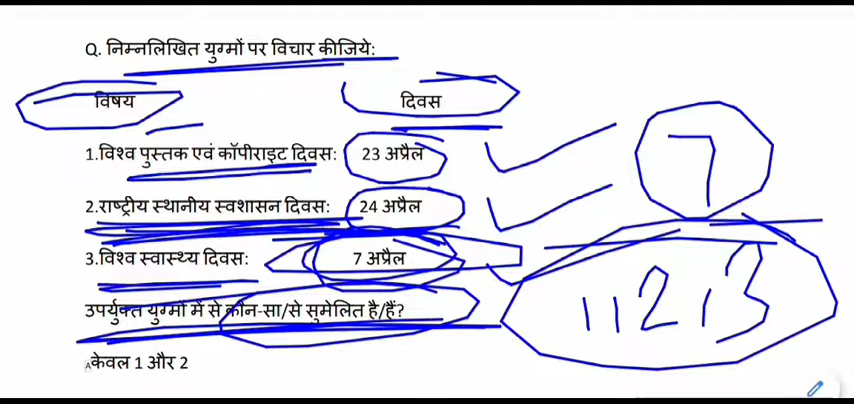 Q. निम्नलिखित युग्मों पर विचार कीजिये:
विषय दिवस
1.विश्व पुस्तक एवं कॉपीराइट दिवस: 23 अप्रैल
2.राष्ट्रीय स्थानीय स्वशासन दिवस: 24 अप्रैल
7
3.विश्व स्वास्थ्य दिवस: 7 अप्रैल
उपर्युक्त युग्मों में से कौन-सा/से सुमेलित है/हैं?
1,2,3
A केवल 1 और 2